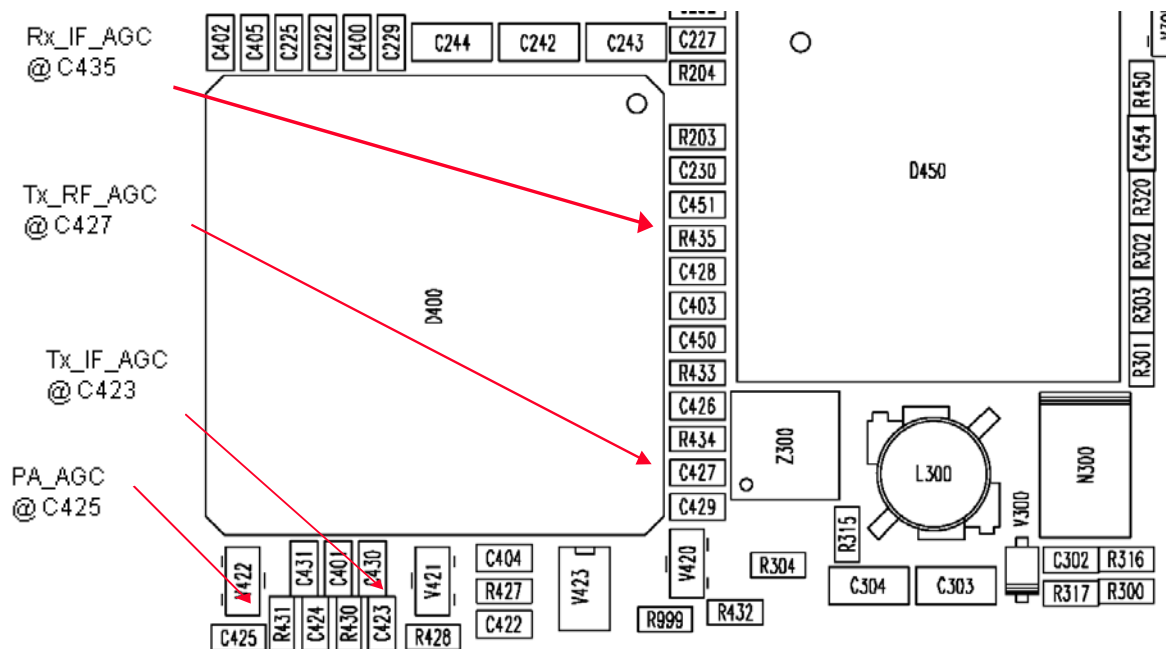 Rx_IF_AGC
@ C435
Tx_RF_AGC
@ C427
Tx_IF_AGC
@ C423
PA_AGC
@ C425
C402
C405
C225
C222
C400
C229
C244
C242
C243
C227
R204
R203
C230
C451
R435
C428
C403
C450
R433
C426
R434
C427
C429
D400
D450
R450
C454
R320
R302
R303
R301
Z300
L300
N300
V300
R315
R304
C304
C303
C302
R316
R317
R300
V422
C431
C401
C430
V421
C404
R427
C422
V423
V420
R999
R432
C425
R431
C424
R430
C423
R428